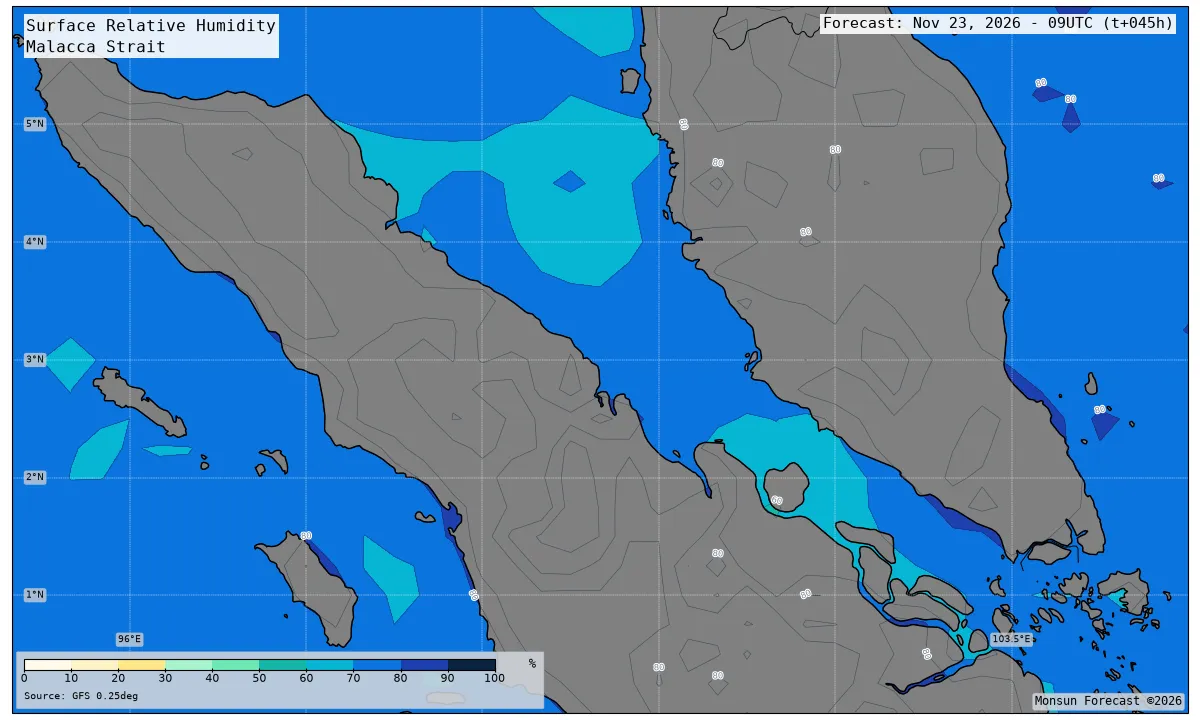 Surface Relative Humidity
Malacca Strait
Forecast: Nov 23, 2026 - 09UTC (t+045h)
80
80
80
5°N
80
80
80
80
4°N
80
3°N
80
2°N
60
80
80
1°N
80
80
96°E
103.5°E
80
80
80
%
0 10 20 30 40 50 60 70 80 90 100
Source: GFS 0.25deg
Monsun Forecast ©2026